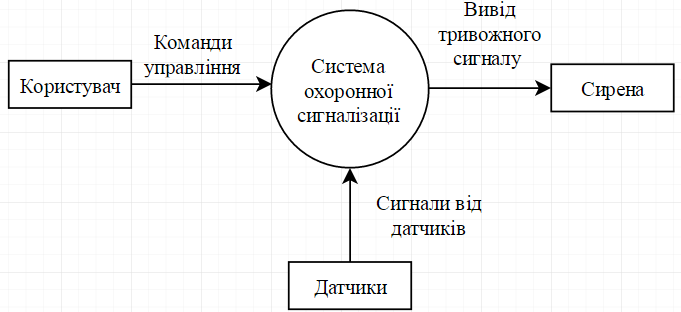 Користувач
Команди
управління
Система
охоронної
сигналізації
Вивід
тривожного
сигналу
Сирена
Сигнали від
датчиків
Датчики